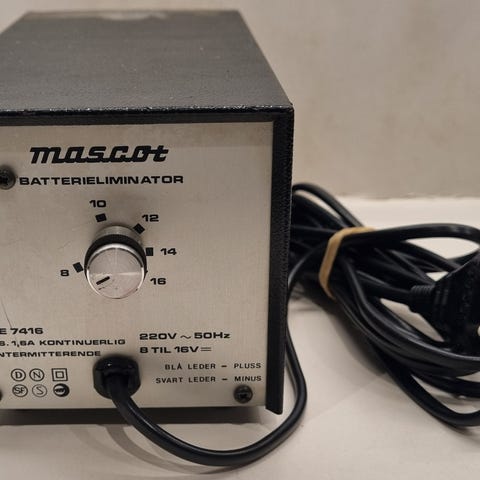 mascot
BATTERIELIMINATOR
10
12
8
14
16
E 7416
S. 1,6A KONTINUERLIG
NTERMITTERENDE
220V ~ 50Hz
8 TIL 16V
BLÅ LEDER - PLUSS
SVART LEDER - MINUS
D N
SF S